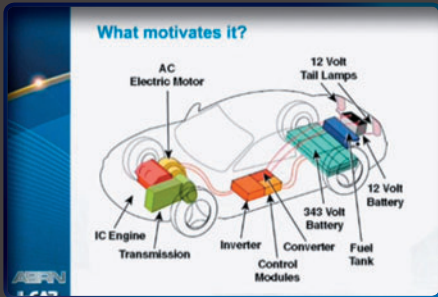 What motivates it?
AC
Electric Motor
12 Volt
Tail Lamps
IC Engine
Transmission
Inverter
Converter
Control
Modules
343 Volt
Battery
Fuel
Tank
12 Volt
Battery